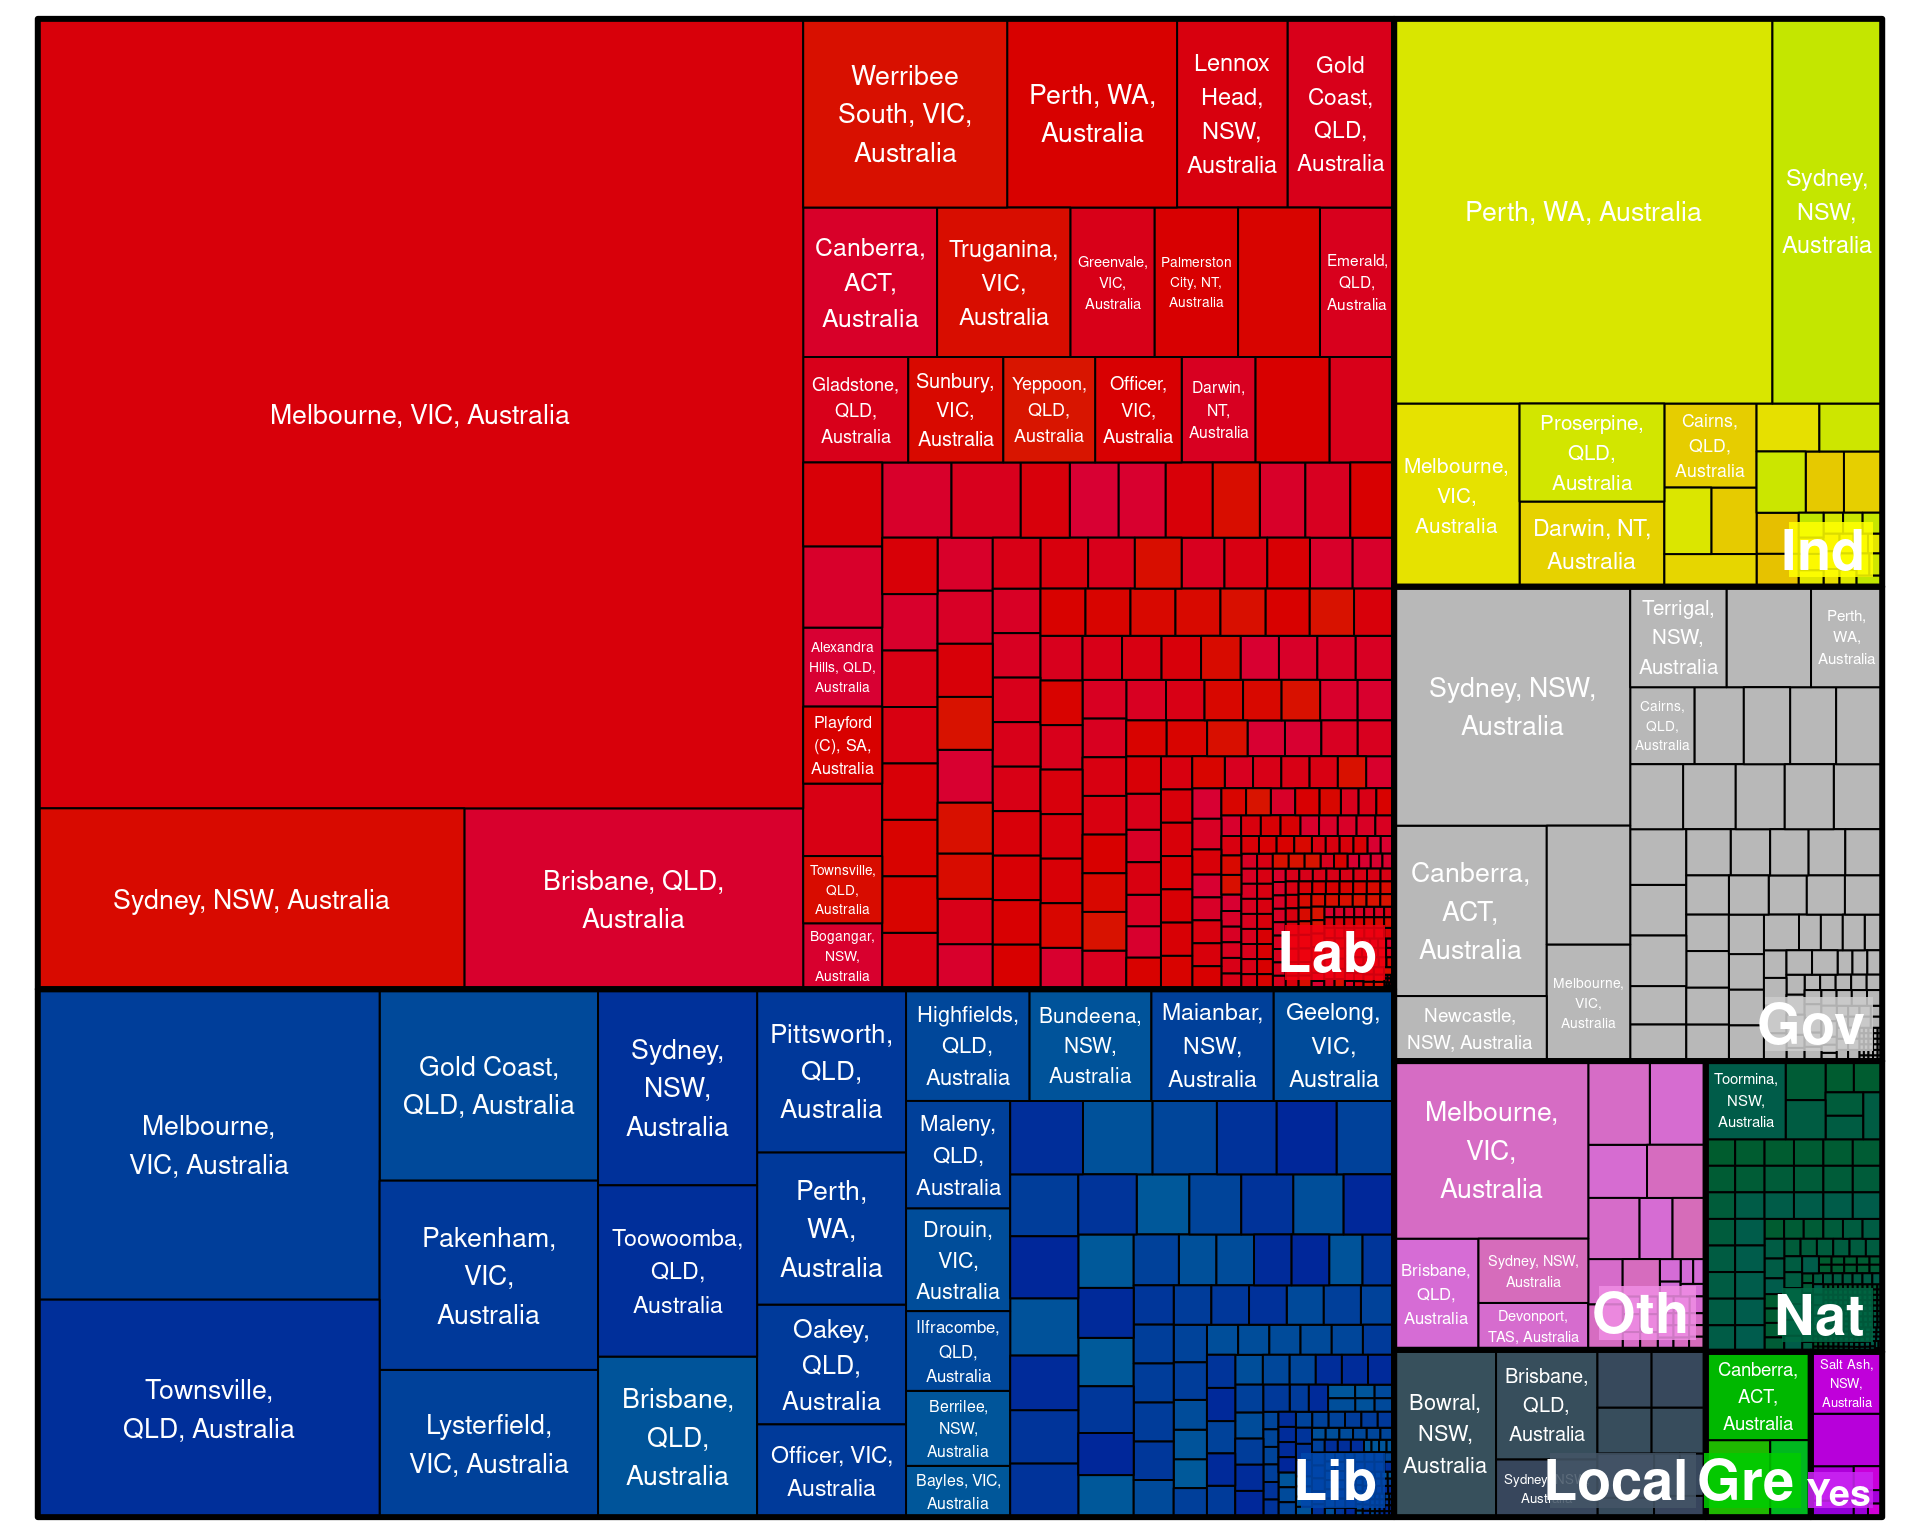 Melbourne, VIC, Australia
Sydney, NSW, Australia
Brisbane, QLD,
Australia
Werribee
South, VIC,
Australia
Perth, WA,
Australia
Lennox
Head,
NSW,
Australia
Gold
Coast,
QLD,
Australia
Canberra,
ACT,
Australia
Truganina,
VIC,
Australia
Greenvale,
VIC,
Australia
Palmerston
City, NT,
Australia
Emerald,
QLD,
Australia
Gladstone,
QLD,
Australia
Sunbury,
VIC,
Australia
Yeppoon,
QLD,
Australia
Officer,
VIC,
Australia
Darwin,
NT,
Australia
Alexandra
Hills, QLD,
Australia
Playford
(C), SA,
Australia
Townsville,
QLD,
Australia
Bogangar,
NSW,
Australia
Lab
Perth, WA, Australia
Sydney,
NSW,
Australia
Melbourne,
VIC,
Australia
Proserpine,
QLD,
Australia
Cairns,
QLD,
Australia
Darwin, NT,
Australia
Ind
Sydney, NSW,
Australia
Terrigal,
NSW,
Australia
Perth,
WA,
Australia
Cairns,
QLD,
Australia
Canberra,
ACT,
Australia
Melbourne,
VIC,
Australia
Newcastle,
NSW, Australia
Gov
Melbourne,
VIC, Australia
Townsville,
QLD, Australia
Gold Coast,
QLD, Australia
Pakenham,
VIC,
Australia
Lysterfield,
VIC, Australia
Sydney,
NSW,
Australia
Toowoomba,
QLD,
Australia
Brisbane,
QLD,
Australia
Pittsworth,
QLD,
Australia
Perth,
WA,
Australia
Oakey,
QLD,
Australia
Officer, VIC,
Australia
Highfields,
QLD,
Australia
Bundeena,
NSW,
Australia
Maianbar,
NSW,
Australia
Geelong,
VIC,
Australia
Maleny,
QLD,
Australia
Drouin,
VIC,
Australia
Ilfracombe,
QLD,
Australia
Berrilee,
NSW,
Australia
Bayles, VIC,
Australia
Lib
Melbourne,
VIC,
Australia
Brisbane,
QLD,
Australia
Sydney, NSW,
Australia
Devonport,
TAS, Australia
Oth
Toormina,
NSW,
Australia
Nat
Bowral,
NSW,
Australia
Brisbane,
QLD,
Australia
Sydney, NSW,
Australia
Local
Canberra,
ACT,
Australia
Gre
Salt Ash,
NSW,
Australia
Yes